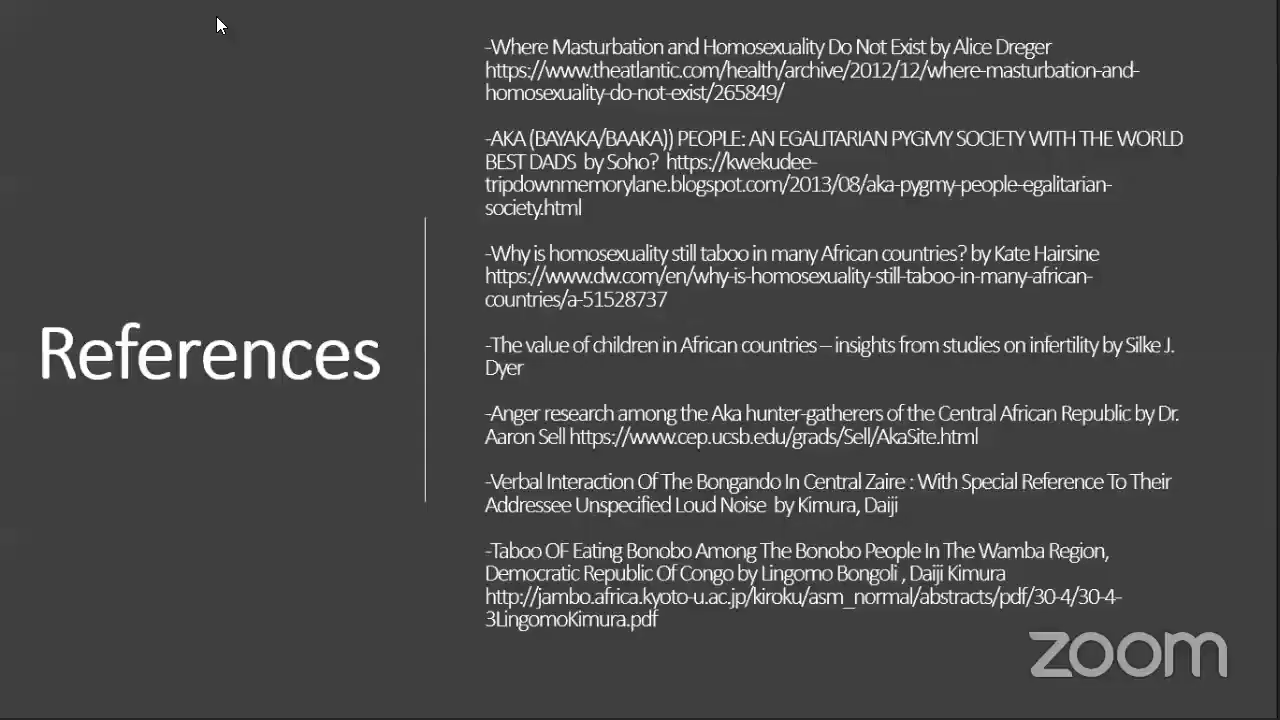 References
-Where Masturbation and Homosexuality Do Not Exist by Alice Dreger
https://www.theatlantic.com/health/archive/2012/12/where-masturbation-and-
homosexuality-do-not-exist/265849/
-AKA (BAYAKA/BAAKA)) PEOPLE: AN EGALITARIAN PYGMY SOCIETY WITH THE WORLD
BEST DADS by Soho? https://kwekudee-
tripdownmemorylane.blogspot.com/2013/08/aka-pygmy-people-egalitarian-
society.html
-Why is homosexuality still taboo in many African countries? by Kate Hairsine
https://www.dw.com/en/why-is-homosexuality-still-taboo-in-many-african-
countries/a-51528737
-The value of children in African countries – insights from studies on infertility by Silke J.
Dyer
-Anger research among the Aka hunter-gatherers of the Central African Republic by Dr.
Aaron Sell https://www.cep.ucsb.edu/grads/Sell/AkaSite.html
-Verbal Interaction Of The Bongando In Central Zaire : With Special Reference To Their
Addressee Unspecified Loud Noise by Kimura, Daiji
-Taboo OF Eating Bonobo Among The Bonobo People In The Wamba Region,
Democratic Republic Of Congo by Lingomo Bongoli , Daiji Kimura
http://jambo.africa.kyoto-u.ac.jp/kiroku/asm_normal/abstracts/pdf/30-4/30-4-
3LingomoKimura.pdf
zoom